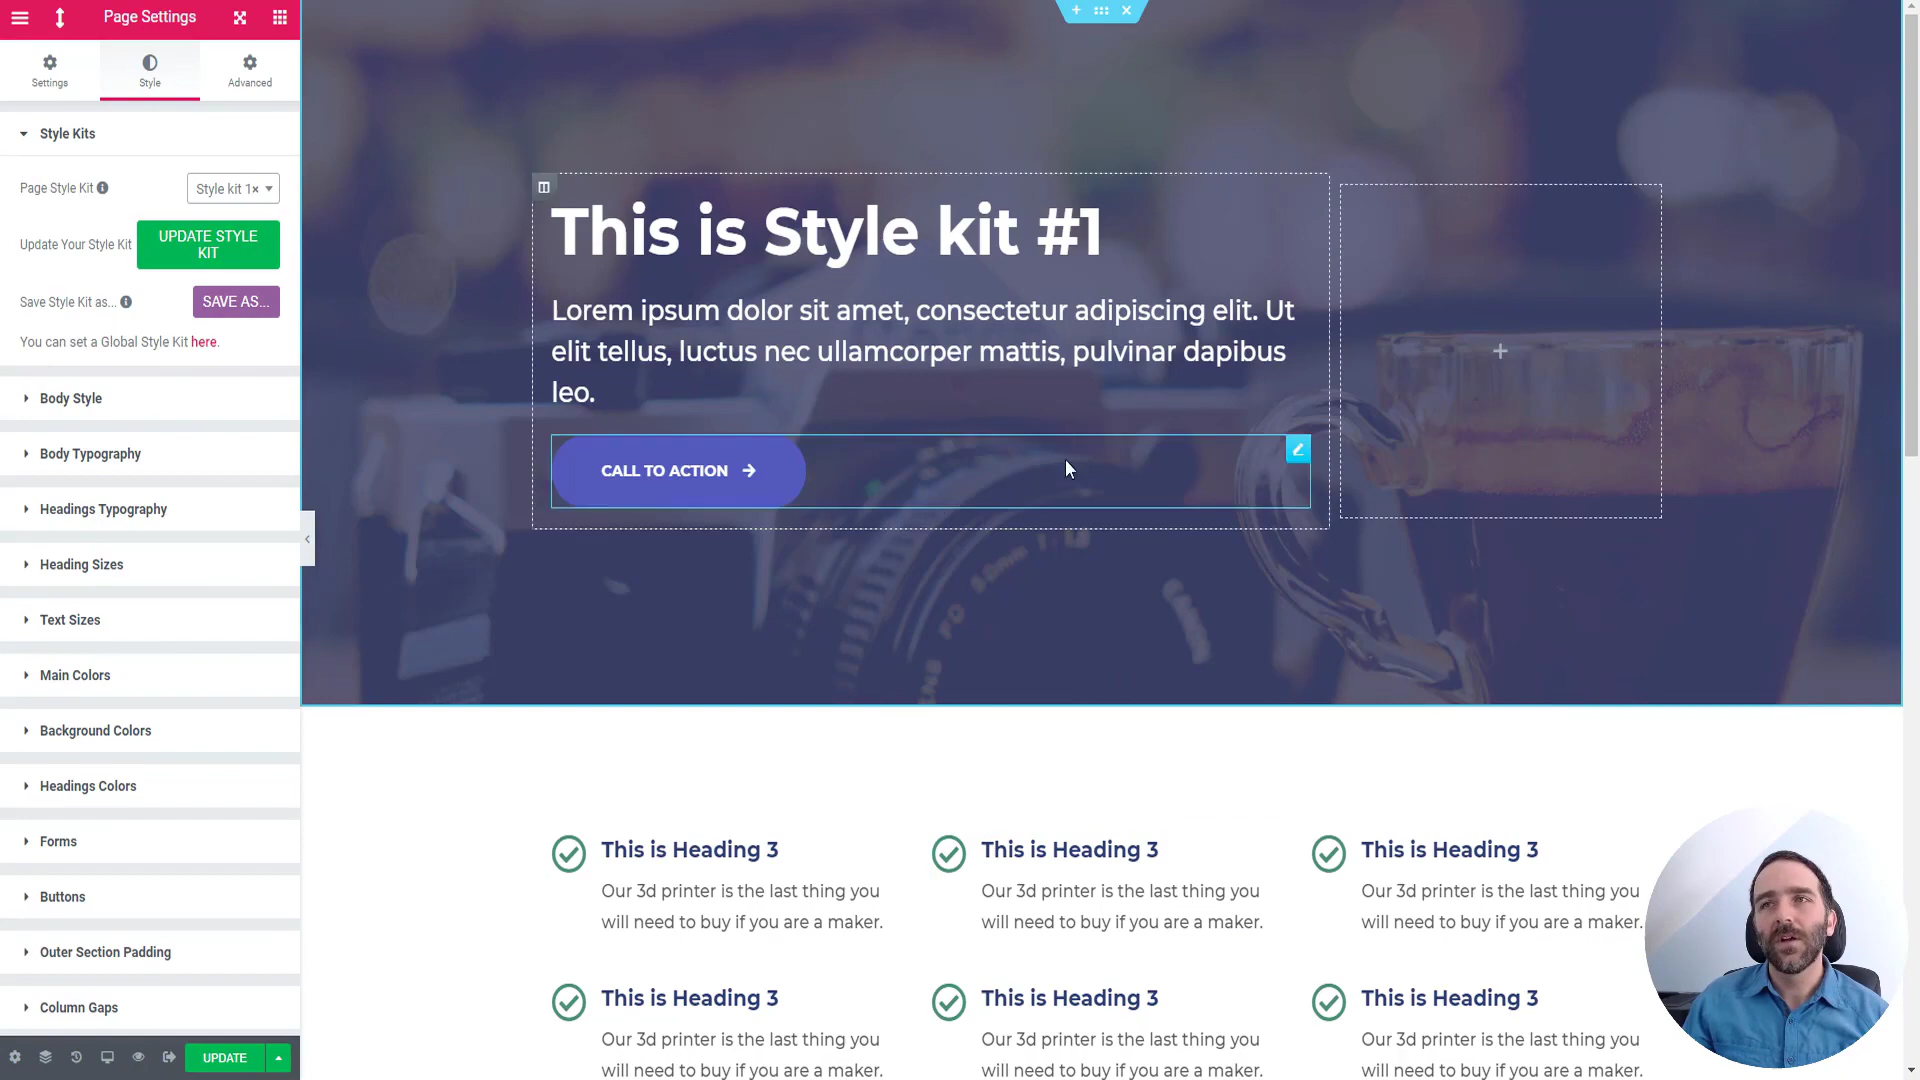 Page Settings
Settings
Style
Advanced
Style Kits
Page Style Kit
Style kit 1×
Update Your Style Kit
UPDATE STYLE
KIT
Save Style Kit as...
SAVE AS...
You can set a Global Style Kit here.
Body Style
Body Typography
Headings Typography
Heading Sizes
Text Sizes
Main Colors
Background Colors
Headings Colors
Forms
Buttons
Outer Section Padding
Column Gaps
UPDATE
This is Style kit #1
Lorem ipsum dolor sit amet, consectetur adipiscing elit. Ut
elit tellus, luctus nec ullamcorper mattis, pulvinar dapibus
leo.
CALL TO ACTION
This is Heading 3
Our 3d printer is the last thing you
will need to buy if you are a maker.
This is Heading 3
Our 3d printer is the last thing you
will need to buy if you are a maker.
This is Heading 3
Our 3d printer is the last thing you
will need to buy if you are a maker.
This is Heading 3
Our 3d printer is the last thing you
will need to buy if you are a maker.
This is Heading 3
Our 3d printer is the last thing you
will need to buy if you are a maker.
This is Heading 3
Our 3d printer is the last thing you
will need to buy if you are a maker.